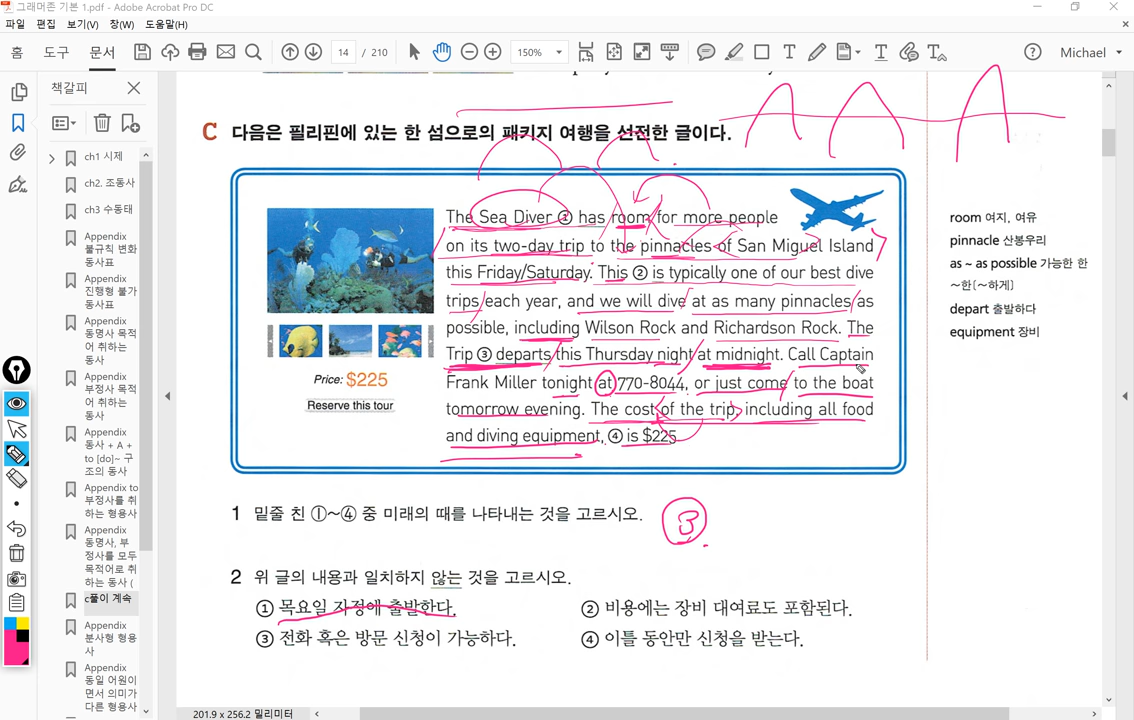 그래머존 기본 1.pdf - Adobe Acrobat Pro DC
파일 편집 보기(V) 창(W) 도움말(H)
홈 도구 문서 14 / 210 150% Michael
책갈피
ch1 시제
ch2. 조동사
ch3 수동태
Appendix
불규칙 변화
동사표
Appendix
진행형 불가
동사표
Appendix
동명사 목적
어 취하는
동사
Appendix
부정사 목적
어 취하는
동사
Appendix
동사 + A +
to [do]~ 구
조의 동사
Appendix to
부정사를 취
하는 형용사
Appendix
동명사, 부
정사를 모두
목적어로 취
하는 동사 (
c풀이 계속
Appendix
분사형 형용
사
Appendix
동일 어원이
면서 의미가
다른 형용사
A A A
C 다음은 필리핀에 있는 한 섬으로의 패키지 여행을 선전한 글이다.
The Sea Diver ① has room for more people
on its two-day trip to the pinnacles of San Miguel Island
this Friday/Saturday. This ② is typically one of our best dive
trips each year, and we will dive at as many pinnacles as
possible, including Wilson Rock and Richardson Rock. The
Trip ③ departs this Thursday night at midnight. Call Captain
Frank Miller tonight at 770-8044, or just come to the boat
tomorrow evening. The cost of the trip, including all food
and diving equipment, ④ is $225
Price: $225
Reserve this tour
room 여지, 여유
pinnacle 산봉우리
as ~ as possible 가능한 한
~한[~하게]
depart 출발하다
equipment 장비
1 밑줄 친 ①~④ 중 미래의 때를 나타내는 것을 고르시오. 3
2 위 글의 내용과 일치하지 않는 것을 고르시오.
① 목요일 자정에 출발한다. ② 비용에는 장비 대여료도 포함된다.
③ 전화 혹은 방문 신청이 가능하다. ④ 이틀 동안만 신청을 받는다.
201.9 x 256.2 밀리미터